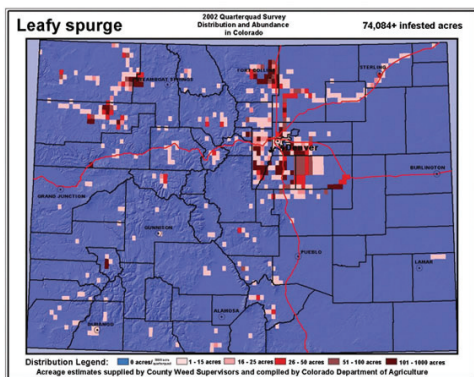 Leafy spurge
2002 Quarterquad Survey
Distribution and Abundance
in Colorado
74,084+ infested acres
STEAMBOAT SPRINGS
FORT COLLINS
STERLING
Denver
BURLINGTON
GRAND JUNCTION
GUNNISON
PUEBLO
LAMAR
ALAMOSA
DURANGO
Distribution Legend:
0 acres/
1 - 15 acres
16 - 25 acres
26 - 50 acres
51 - 100 acres
101 - 1000 acres
Acreage estimates supplied by County Weed Supervisors and compiled by Colorado Department of Agriculture